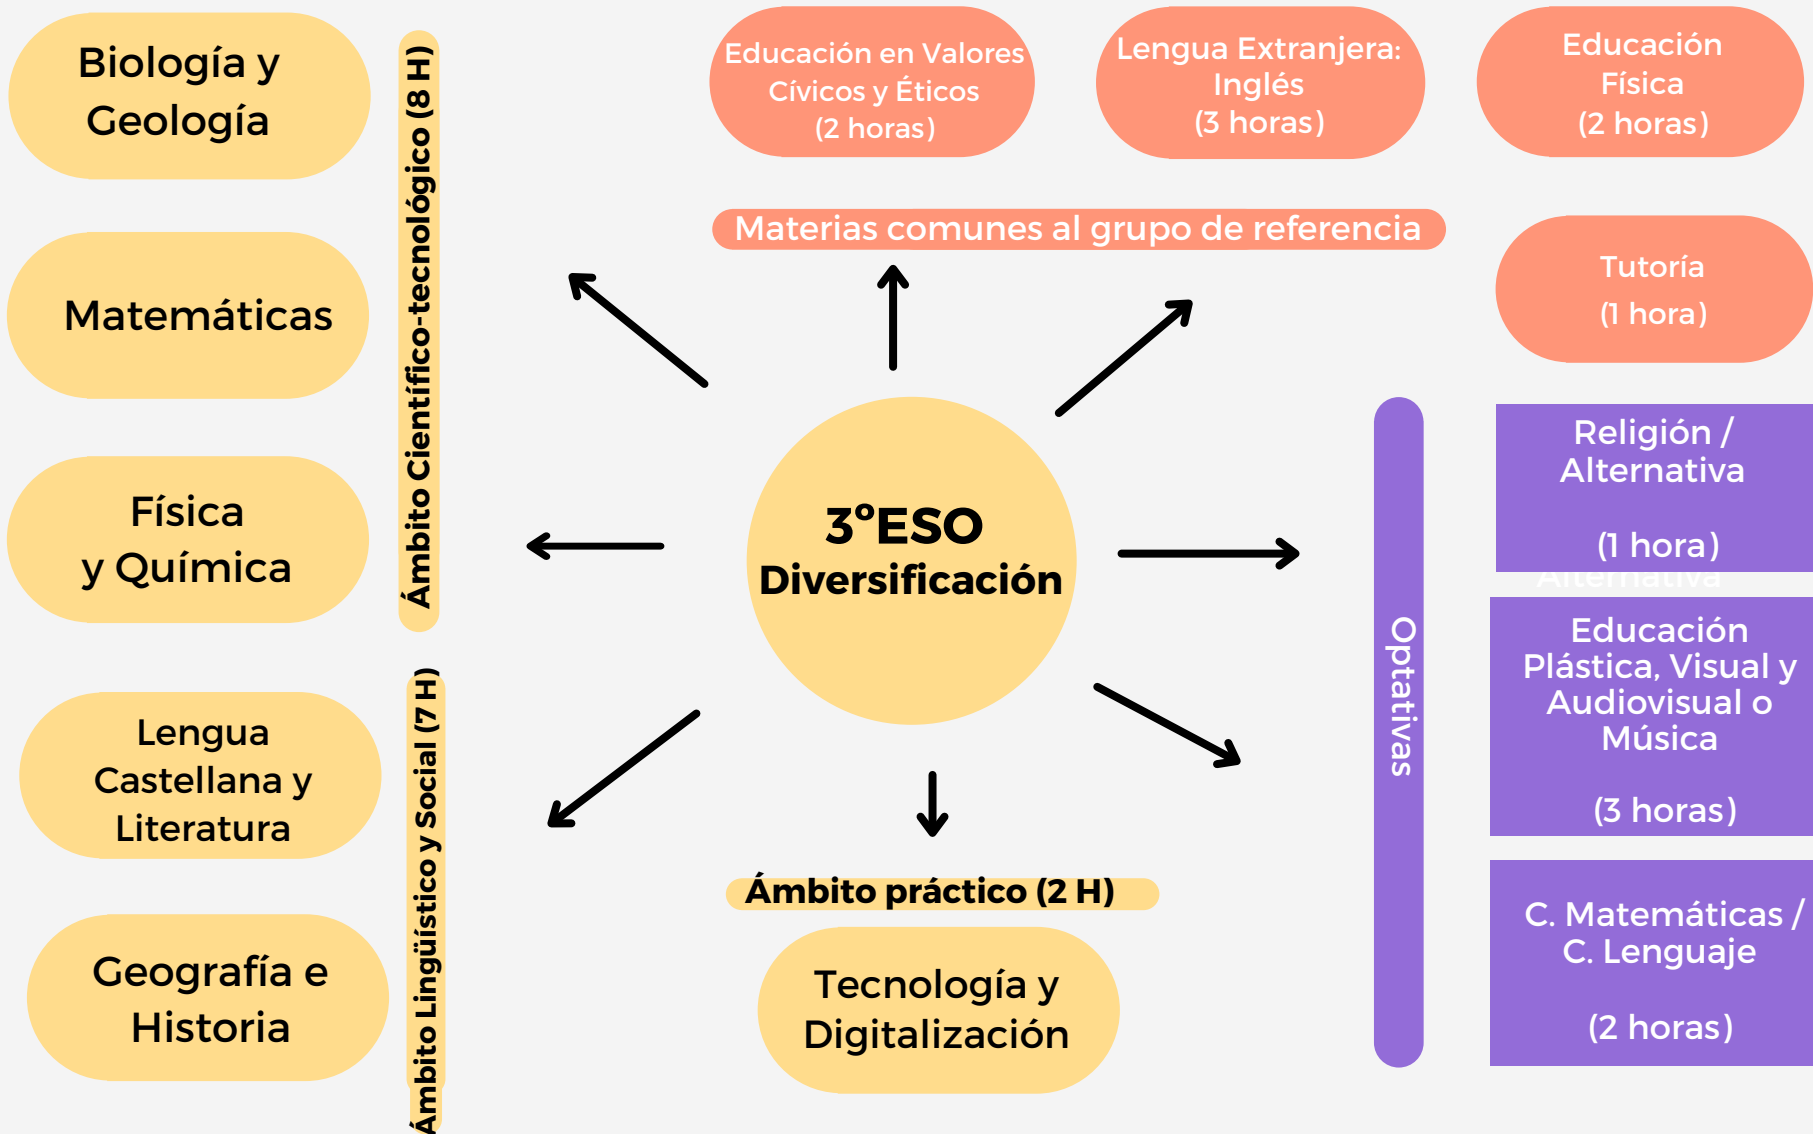 Biología y
Geología
Matemáticas
Física
y Química
Ámbito Científico-tecnológico (8 H)
Lengua
Castellana y
Literatura
Geografía e
Historia
Ámbito Lingüístico y Social (7 H)
Educación en Valores
Cívicos y Éticos
(2 horas)
Lengua Extranjera:
Inglés
(3 horas)
Educación
Física
(2 horas)
Materias comunes al grupo de referencia
Tutoría
(1 hora)
3ºESO
Diversificación
Ámbito práctico (2 H)
Tecnología y
Digitalización
Optativas
Religión /
Alternativa
(1 hora)
Alternativa
Educación
Plástica, Visual y
Audiovisual o
Música
(3 horas)
C. Matemáticas /
C. Lenguaje
(2 horas)